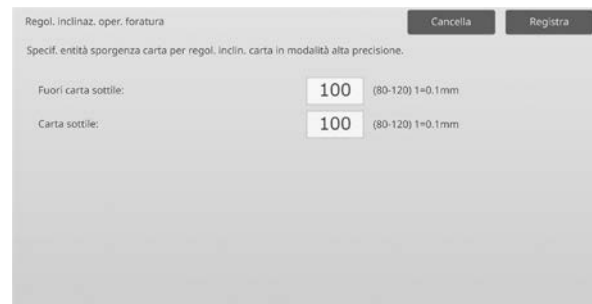 Regol. inclinaz. oper. foratura Cancella Registra
Specif. entità sporgenza carta per regol. inclin. carta in modalità alta precisione.
Fuori carta sottile: 100 (80-120) 1=0.1mm
Carta sottile: 100 (80-120) 1=0.1mm